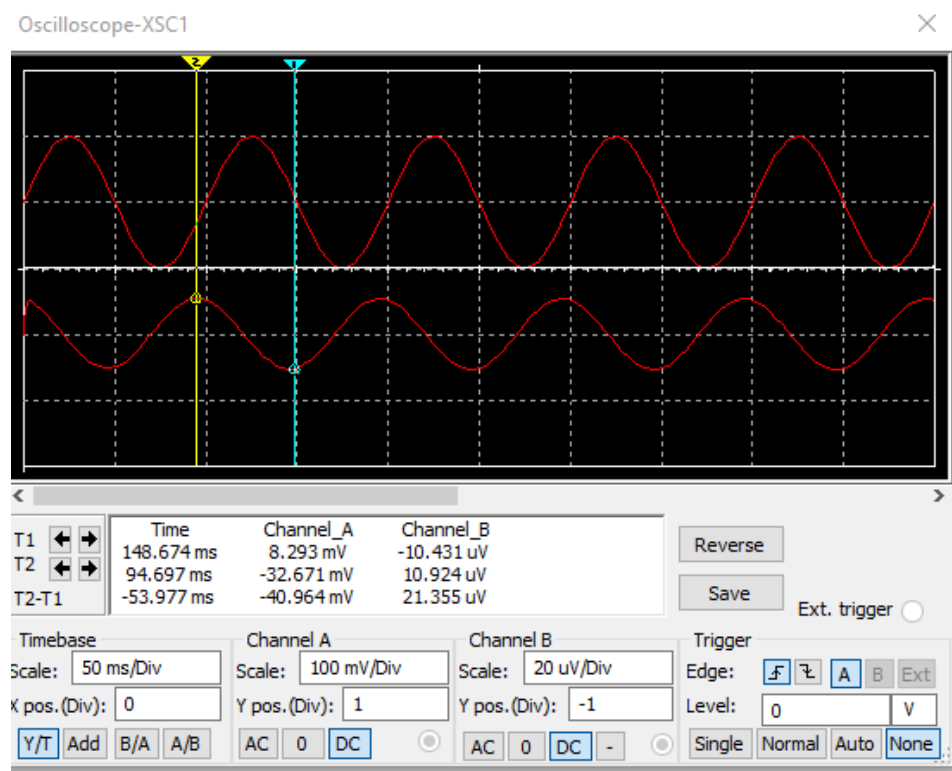 Oscilloscope-XSC1
2 1
Time Channel_A Channel_B
T1 148.674 ms 8.293 mV -10.431 uV
T2 94.697 ms -32.671 mV 10.924 uV
T2-T1 -53.977 ms -40.964 mV 21.355 uV
Reverse
Save
Ext. trigger
Timebase
Scale: 50 ms/Div
X pos.(Div): 0
Y/T Add B/A A/B
Channel A
Scale: 100 mV/Div
Y pos.(Div): 1
AC 0 DC
Channel B
Scale: 20 uV/Div
Y pos.(Div): -1
AC 0 DC -
Trigger
Edge: A B Ext
Level: 0 V
Single Normal Auto None